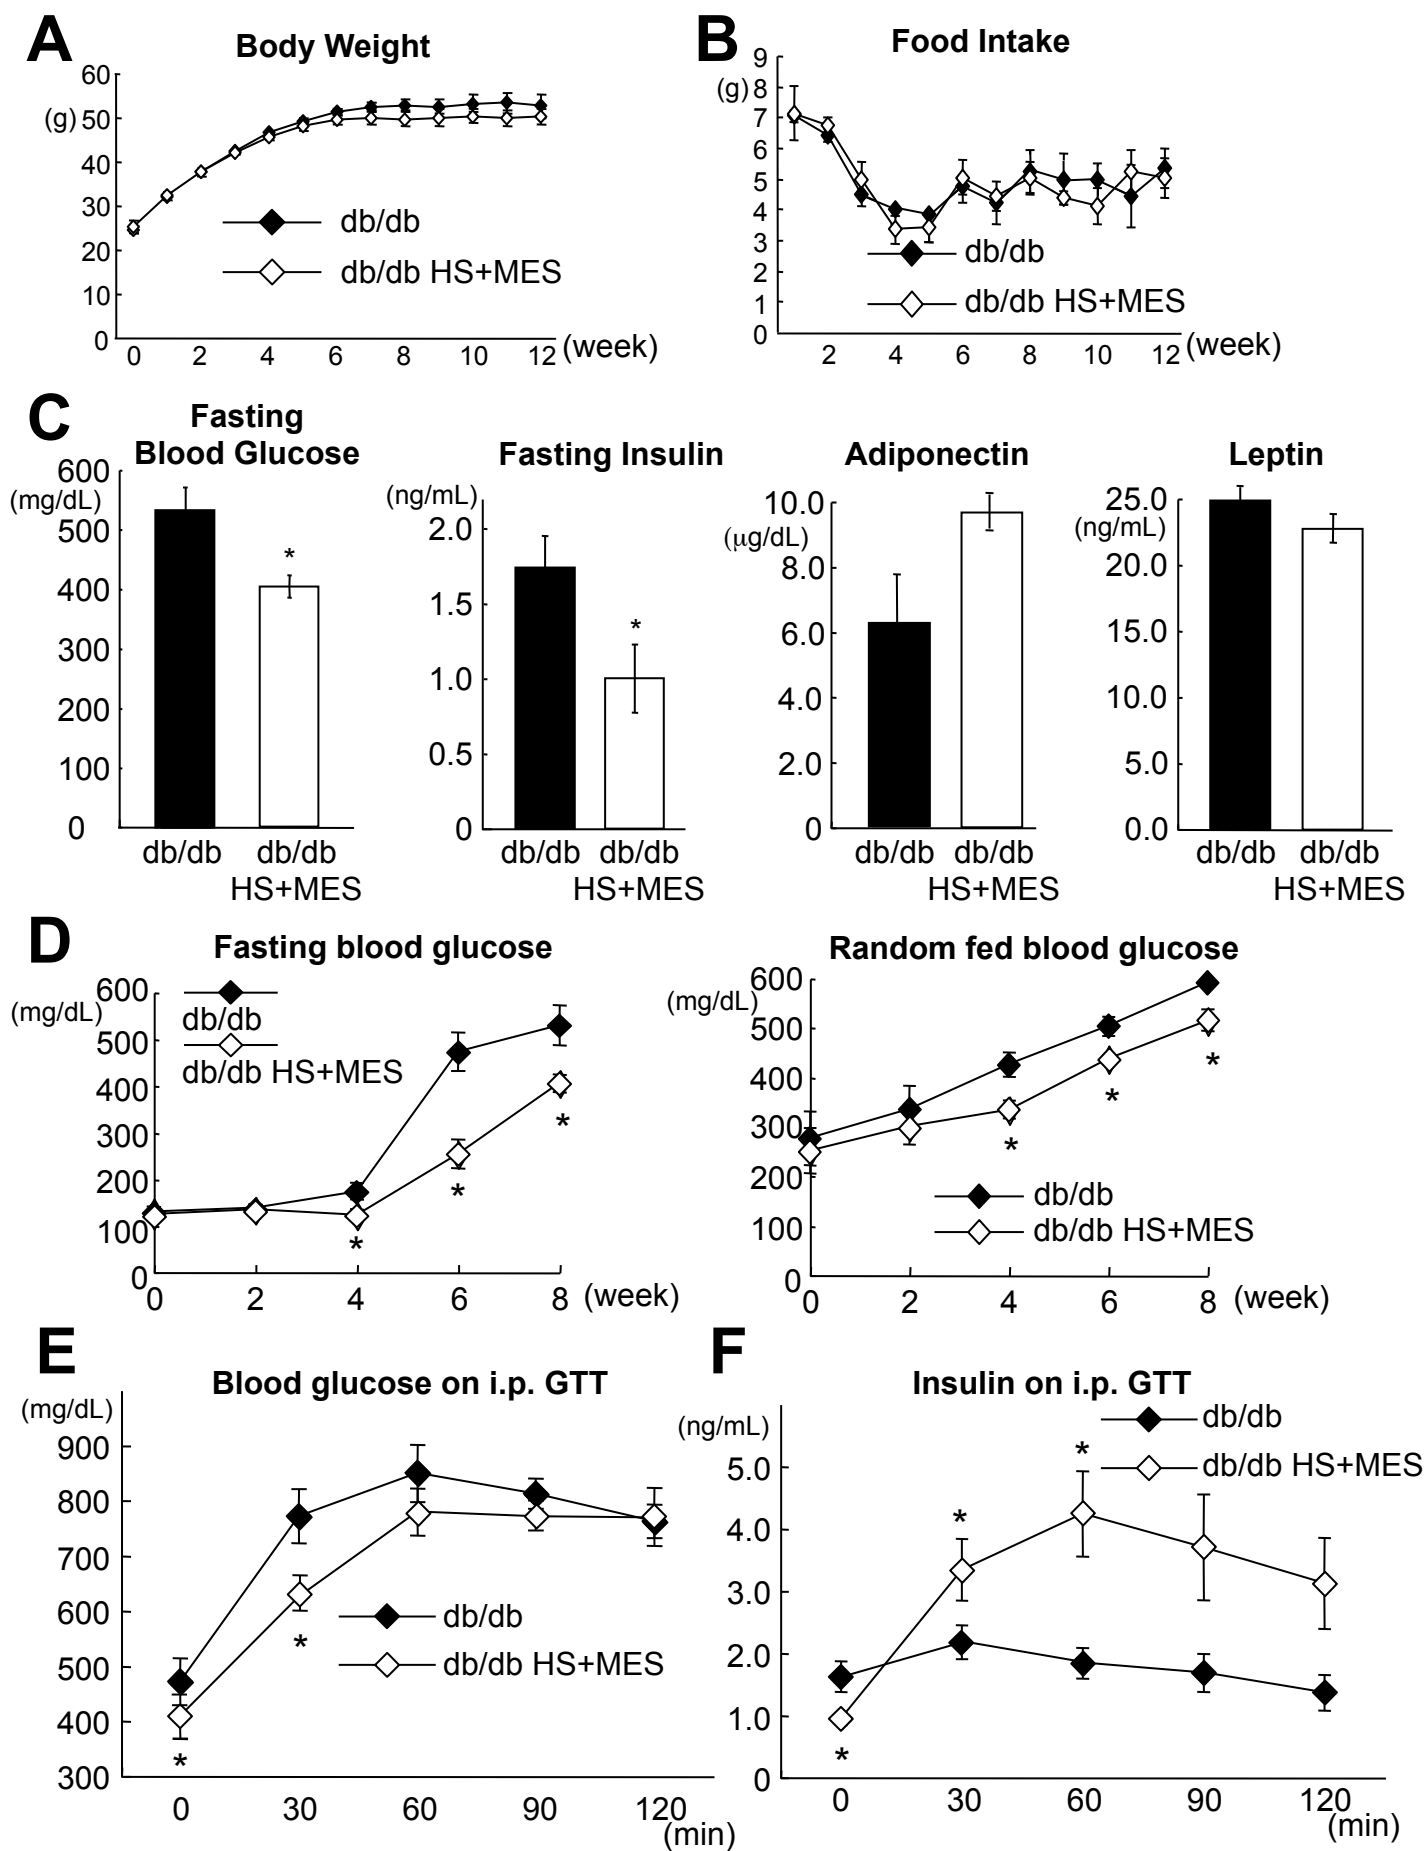 A
Body Weight
60
(g) 50
40
30
20
10
0
db/db
db/db HS+MES
0 2 4 6 8 10 12 (week)
B
Food Intake
9
(g) 8
7
6
5
4
3
2
1
0
db/db
db/db HS+MES
2 4 6 8 10 12 (week)
C
Fasting
Blood Glucose
600
(mg/dL)
500
400
300
200
100
0
*
db/db db/db
HS+MES
Fasting Insulin
(ng/mL)
2.0
1.5
1.0
0.5
0
*
db/db db/db
HS+MES
Adiponectin
10.0
(μg/dL)
8.0
6.0
4.0
2.0
0
db/db db/db
HS+MES
Leptin
25.0
(ng/mL)
20.0
15.0
10.0
5.0
0.0
db/db db/db
HS+MES
D
Fasting blood glucose
600
(mg/dL)
500
400
300
200
100
0
db/db
db/db HS+MES
* * *
0 2 4 6 8 (week)
Random fed blood glucose
600
(mg/dL)
500
400
300
200
100
0
* * *
db/db
db/db HS+MES
0 2 4 6 8 (week)
E
Blood glucose on i.p. GTT
(mg/dL)
900
800
700
600
500
400
300
* *
db/db
db/db HS+MES
0 30 60 90 120
(min)
F
Insulin on i.p. GTT
(ng/mL)
db/db
db/db HS+MES
5.0
4.0
3.0
2.0
1.0
0
* * *
0 30 60 90 120
(min)